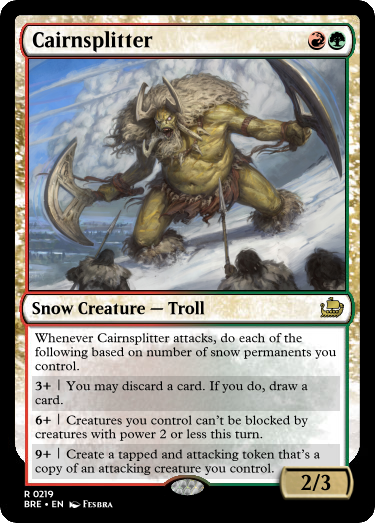 Cairnsplitter
Snow Creature — Troll
Whenever Cairnsplitter attacks, do each of the
following based on number of snow permanents you
control.
3+ | You may discard a card. If you do, draw a
card.
6+ | Creatures you control can't be blocked by
creatures with power 2 or less this turn.
9+ | Create a tapped and attacking token that's a
copy of an attacking creature you control.
2/3
R 0219
BRE • EN Fesbra